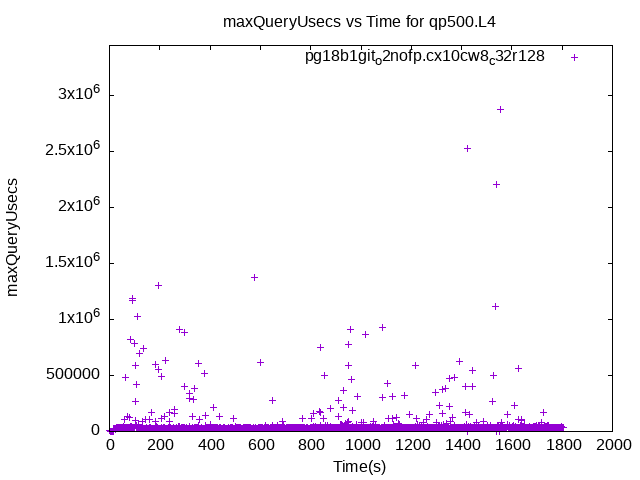 maxQueryUsecs vs Time for qp500.L4
pg18b1git_o2nofp.cx10cw8_c32r128
maxQueryUsecs
3x10^6
2.5x10^6
2x10^6
1.5x10^6
1x10^6
500000
0
0 200 400 600 800 1000 1200 1400 1600 1800 2000
Time(s)